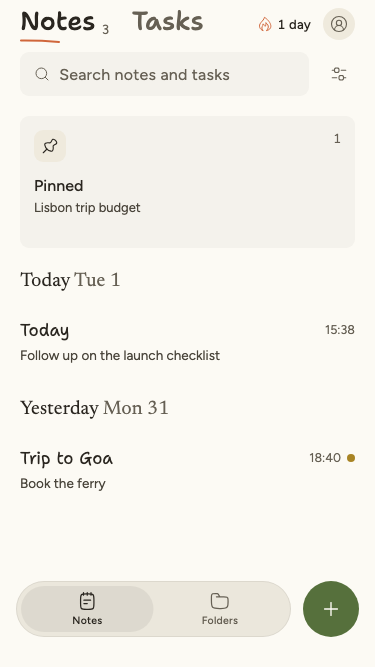 Notes 3 Tasks 1 day
Search notes and tasks
1
Pinned
Lisbon trip budget
Today Tue 1
Today 15:38
Follow up on the launch checklist
Yesterday Mon 31
Trip to Goa 18:40
Book the ferry
Notes Folders